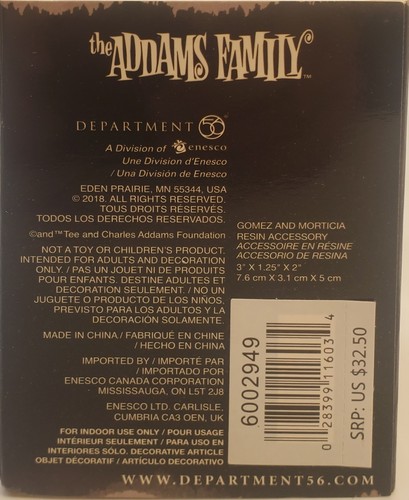 the ADDAMS FAMILY™
DEPARTMENT 56®
A Division of enesco
Une Division d'Enesco
/ Una División de Enesco
EDEN PRAIRIE, MN 55344, USA
© 2018. ALL RIGHTS RESERVED.
TOUS DROITS RÉSERVÉS.
TODOS LOS DERECHOS RESERVADOS.
©and™Tee and Charles Addams Foundation
NOT A TOY OR CHILDREN'S PRODUCT.
INTENDED FOR ADULTS AND DECORATION
ONLY. / PAS UN JOUET NI DE PRODUITS
POUR ENFANTS. DESTINE ADULTES ET
DECORATION SEULEMENT. / NO UN
JUGUETE O PRODUCTO DE LOS NIÑOS.
PREVISTO PARA LOS ADULTOS Y LA
DECORACIÓN SOLAMENTE.
MADE IN CHINA / FABRIQUÉ EN CHINE
/ HECHO EN CHINA
IMPORTED BY / IMPORTÉ PAR
/ IMPORTADO POR
ENESCO CANADA CORPORATION
MISSISSAUGA, ON L5T 2J8
ENESCO LTD. CARLISLE,
CUMBRIA CA3 OEN, UK
FOR INDOOR USE ONLY / POUR USAGE
INTÉRIEUR SEULEMENT / PARA USO EN
INTERIORES SÓLO. DECORATIVE ARTICLE
OBJET DÉCORATIF / ARTÍCULO DECORATIVO
GOMEZ AND MORTICIA
RESIN ACCESSORY
ACCESSOIRE EN RÉSINE
ACCESORIO DE RESINA
3" X 1.25" X 2"
7.6 cm X 3.1 cm X 5 cm
6002949
0 28399 11603 4
SRP: US $32.50
WWW.DEPARTMENT56.COM